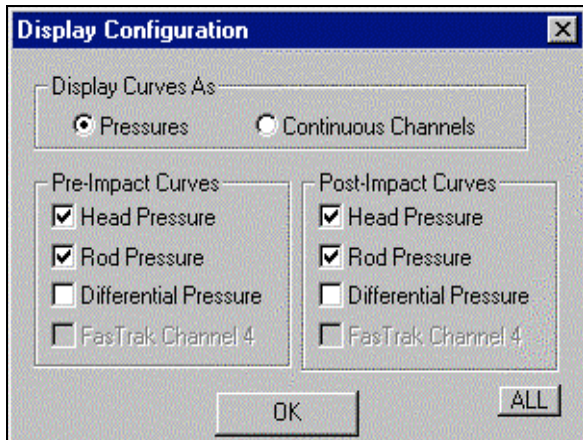 Display Configuration
Display Curves As
Pressures Continuous Channels
Pre-Impact Curves
Head Pressure
Rod Pressure
Differential Pressure
FasTrak Channel 4
Post-Impact Curves
Head Pressure
Rod Pressure
Differential Pressure
FasTrak Channel 4
OK
ALL